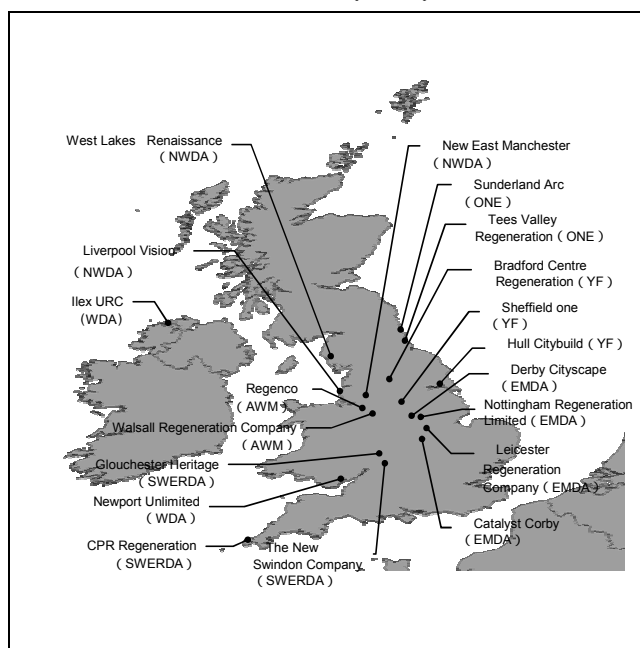 West Lakes Renaissance
(NWDA)
New East Manchester
(NWDA)
Sunderland Arc
(ONE)
Tees Valley
Regeneration (ONE)
Liverpool Vision
(NWDA)
Bradford Centre
Regeneration (YF)
Ilex URC
(WDA)
Sheffield one
(YF)
Hull Citybuild (YF)
Derby Cityscape
(EMDA)
Regenco
(AWM)
Nottingham Regeneration
Limited (EMDA)
Walsall Regeneration Company
(AWM)
Leicester
Regeneration
Company (EMDA)
Glouchester Heritage
(SWERDA)
Newport Unlimited
(WDA)
Catalyst Corby
(EMDA)
CPR Regeneration
(SWERDA)
The New
Swindon Company
(SWERDA)